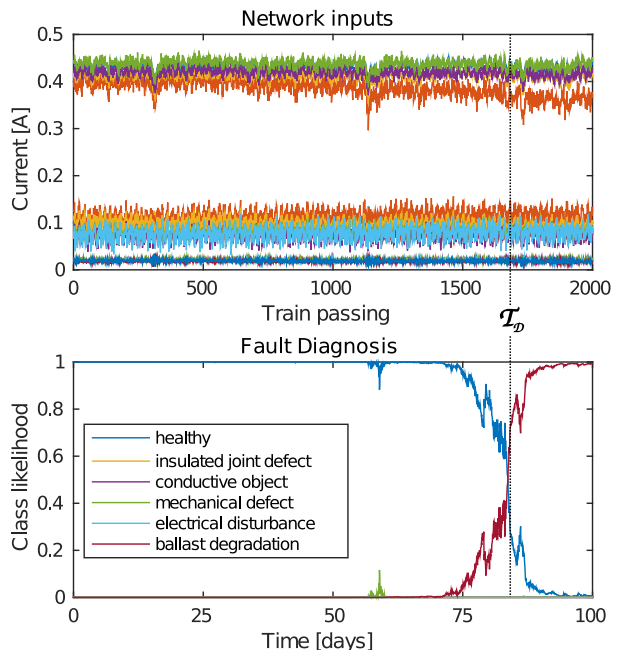 Network inputs
0.5
0.4
0.3
0.2
0.1
0
Current [A]
0
500
1000
1500
2000
Train passing
𝒯_𝒟
Fault Diagnosis
1
0.8
0.6
0.4
0.2
0
Class likelihood
healthy
insulated joint defect
conductive object
mechanical defect
electrical disturbance
ballast degradation
0
25
50
75
100
Time [days]